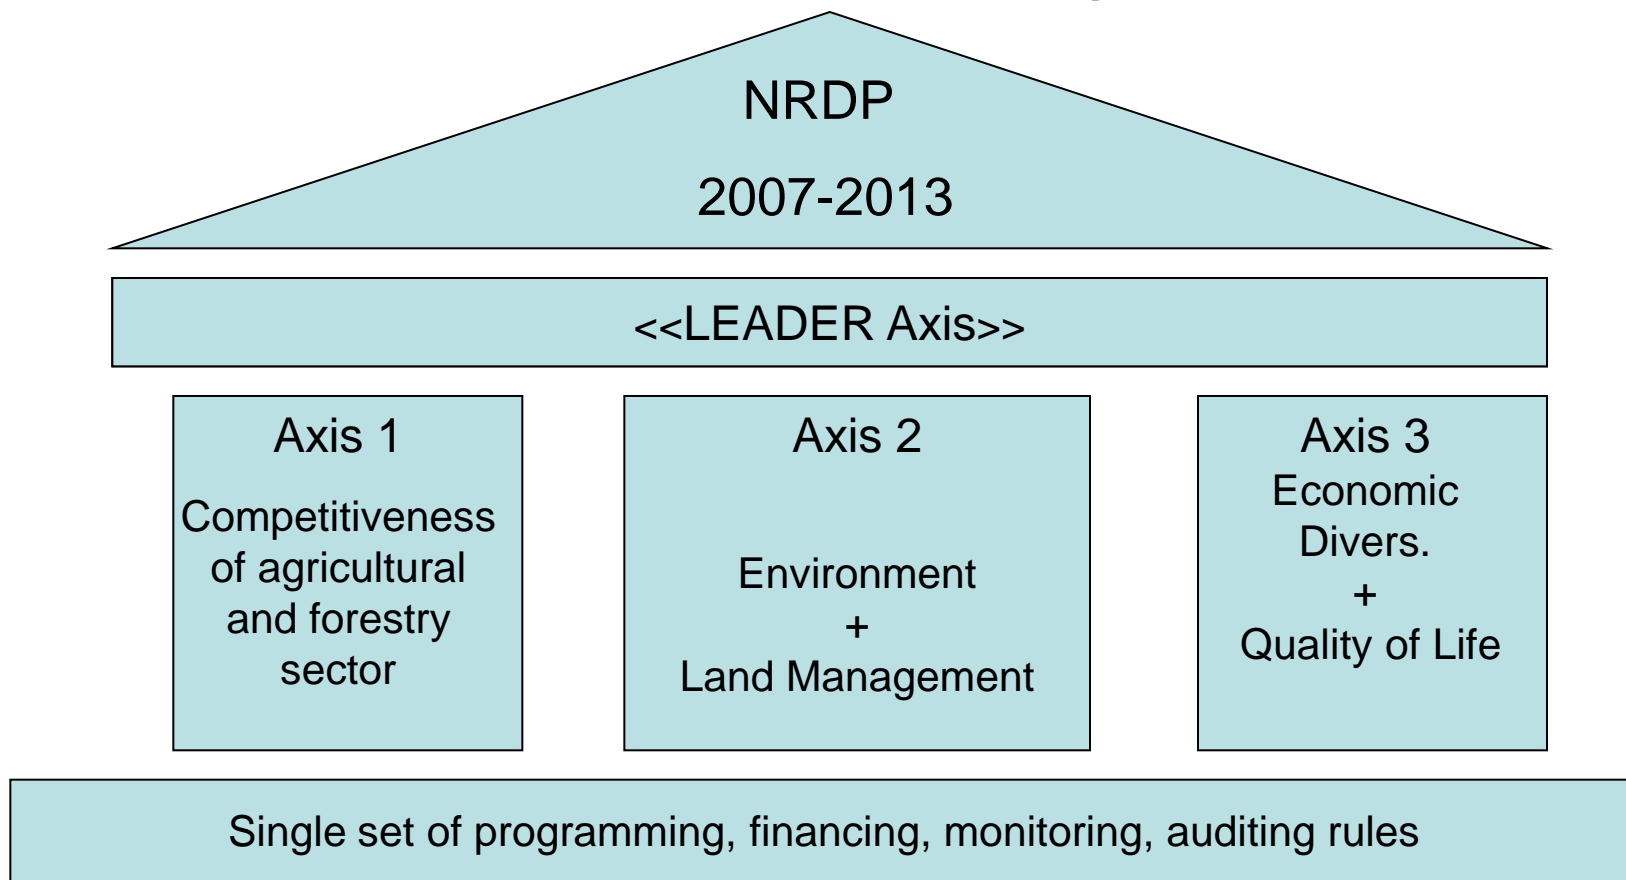 NRDP
2007-2013
<<LEADER Axis>>
Axis 1
Competitiveness
of agricultural
and forestry
sector
Axis 2
Environment
+
Land Management
Axis 3
Economic
Divers.
+
Quality of Life
Single set of programming, financing, monitoring, auditing rules